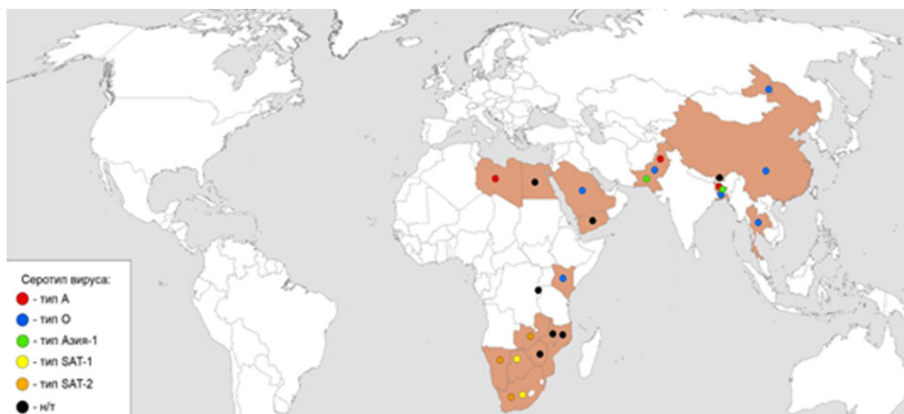 Серотип вируса:
- тип А
- тип О
- тип Азия-1
- тип SAT-1
- тип SAT-2
- н/т